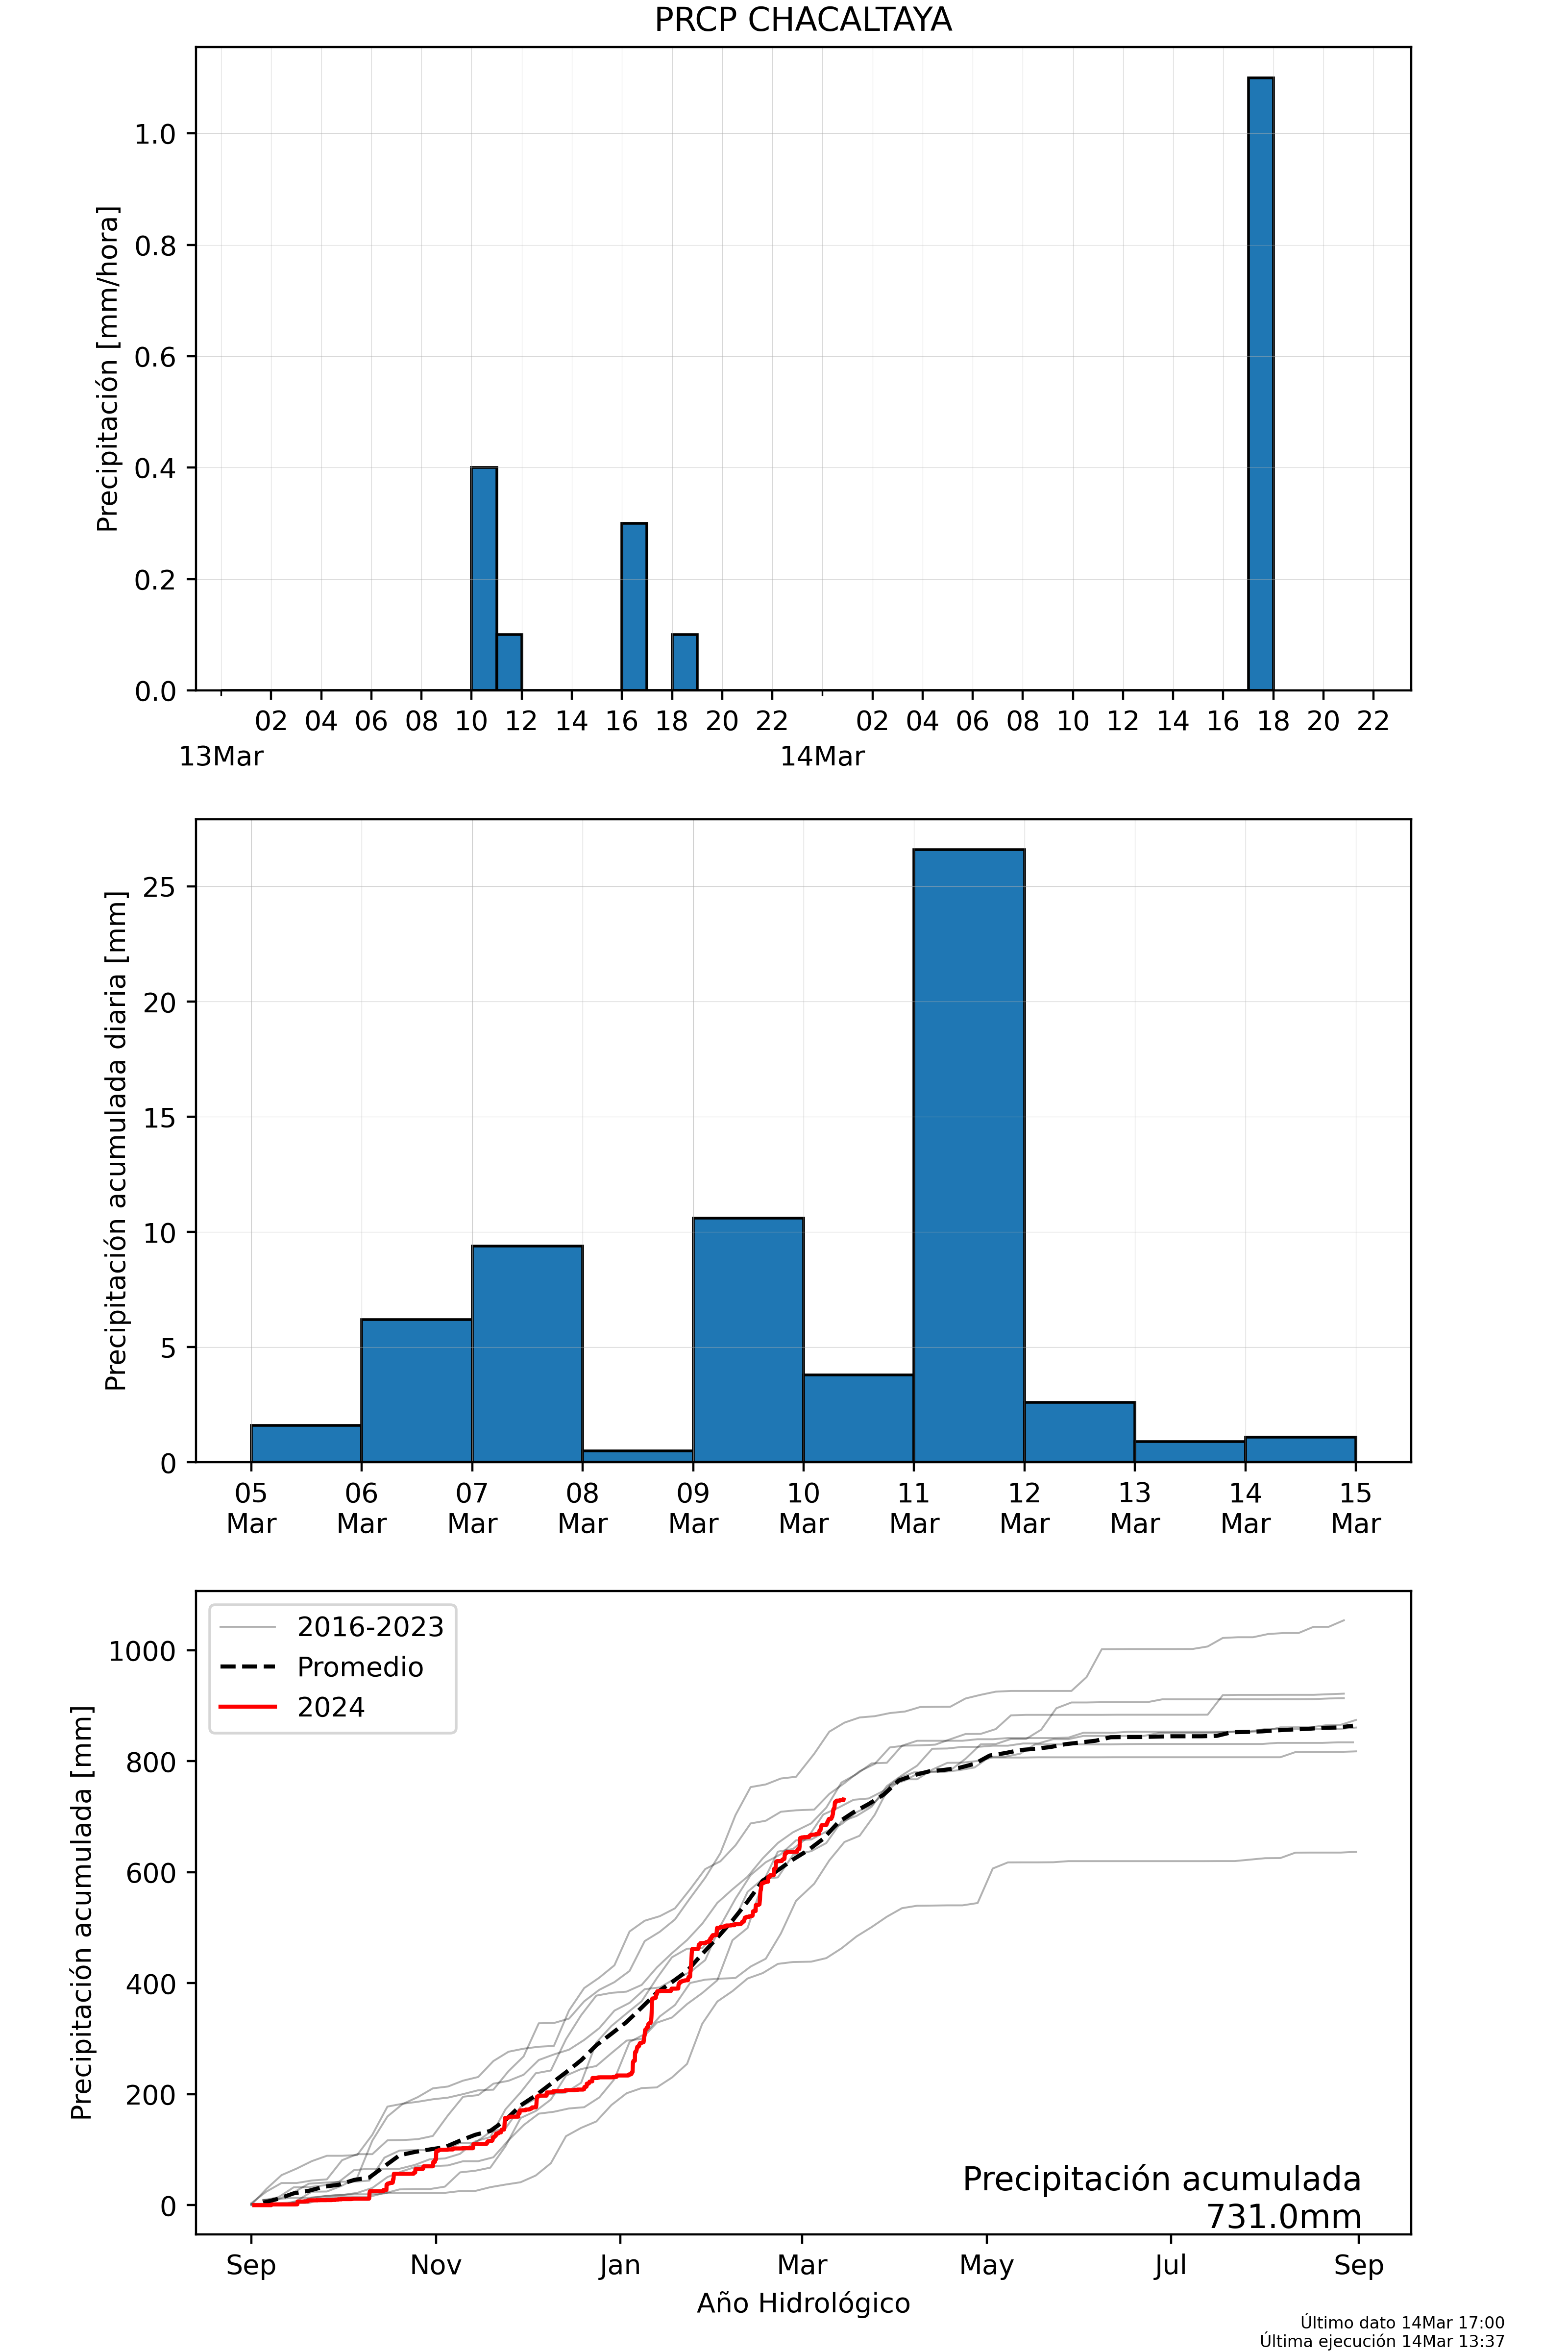 PRCP CHACALTAYA
Precipitación [mm/hora]
1.0
0.8
0.6
0.4
0.2
0.0
02 04 06 08 10 12 14 16 18 20 22 02 04 06 08 10 12 14 16 18 20 22
13Mar 14Mar
Precipitación acumulada diaria [mm]
25
20
15
10
5
0
05 06 07 08 09 10 11 12 13 14 15
Mar Mar Mar Mar Mar Mar Mar Mar Mar Mar Mar
Precipitación acumulada [mm]
1000
800
600
400
200
0
2016-2023
Promedio
2024
Precipitación acumulada
731.0mm
Sep Nov Jan Mar May Jul Sep
Año Hidrológico
Último dato 14Mar 17:00
Última ejecución 14Mar 13:37